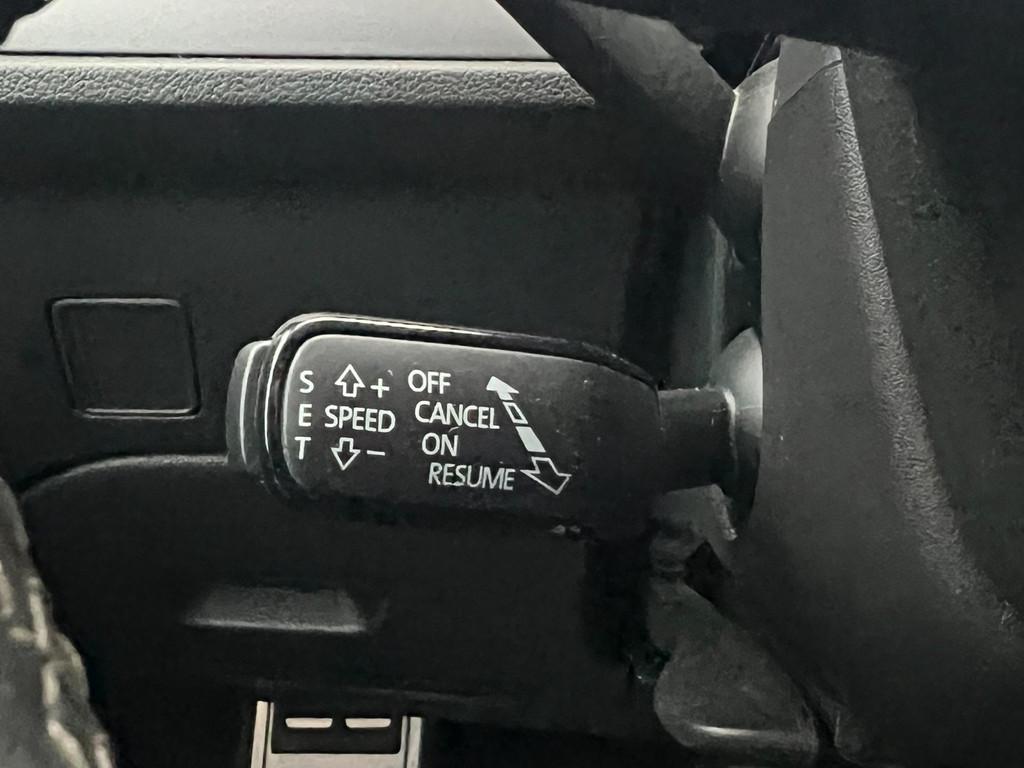 S + OFF
E SPEED CANCEL
T - ON
RESUME